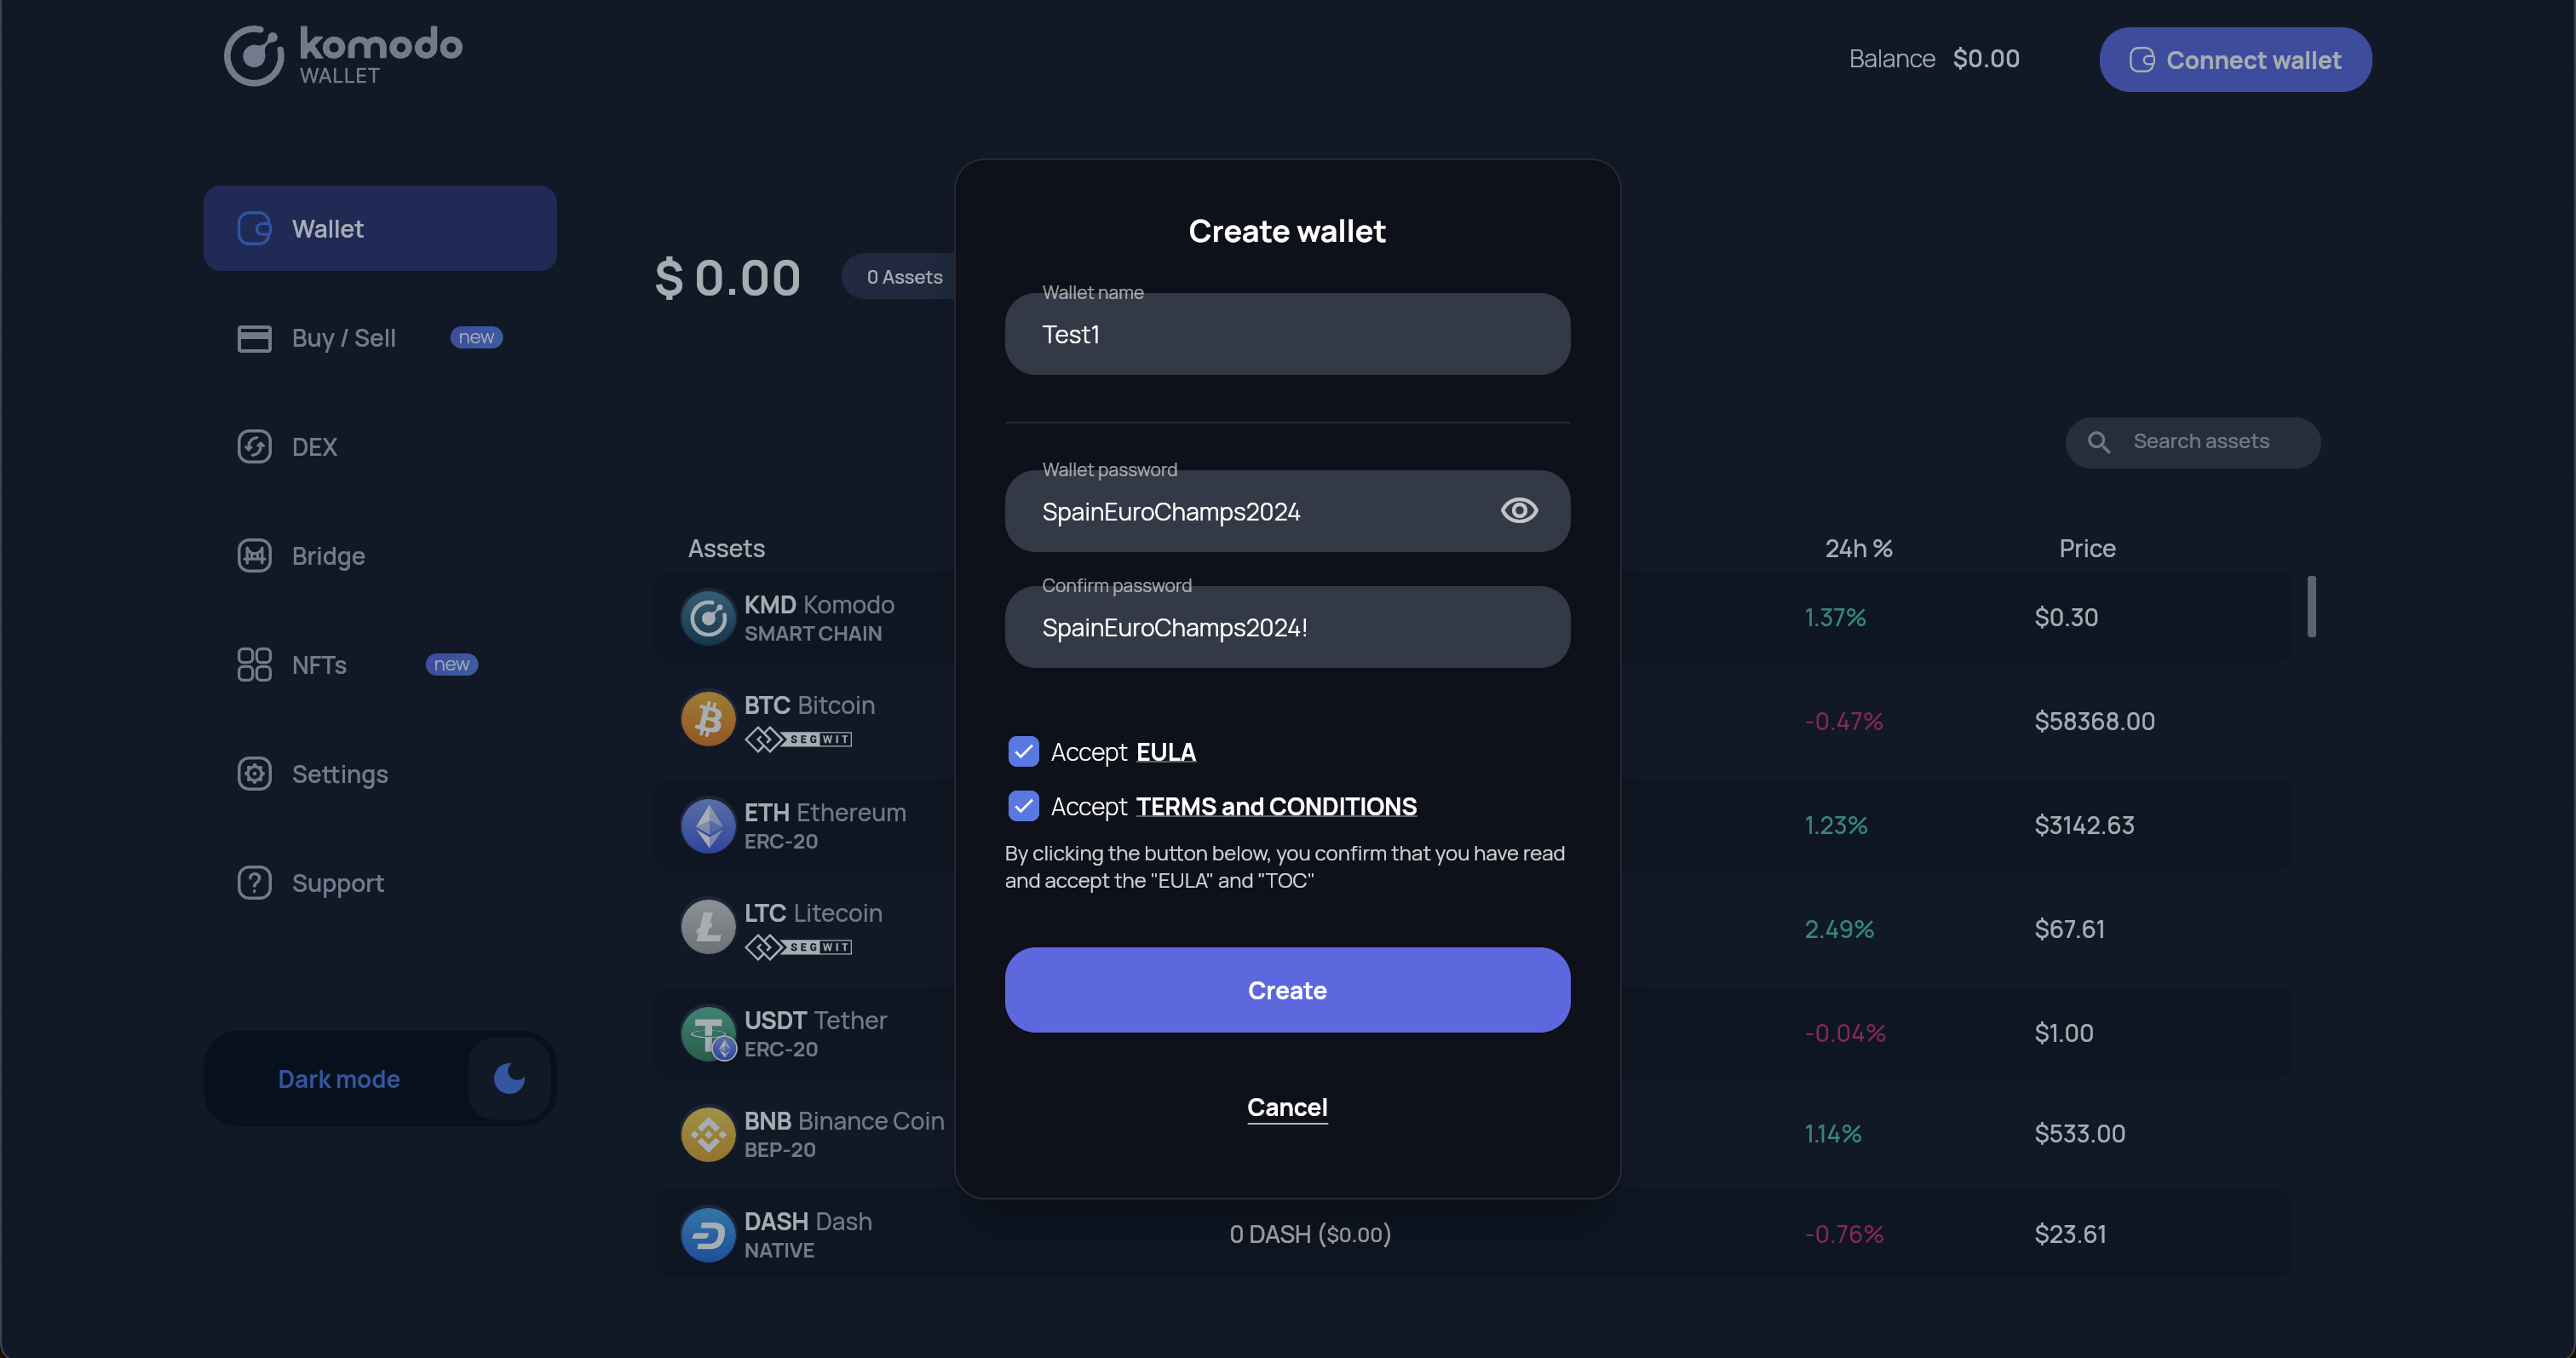 komodo
WALLET
Balance $0.00
Connect wallet
Wallet
Buy / Sell new
DEX
Bridge
NFTs new
Settings
Support
Dark mode
$ 0.00
0 Assets
Search assets
Assets
24h %
Price
KMD Komodo
SMART CHAIN
1.37%
$0.30
BTC Bitcoin
SEGWIT
-0.47%
$58368.00
ETH Ethereum
ERC-20
1.23%
$3142.63
LTC Litecoin
SEGWIT
2.49%
$67.61
USDT Tether
ERC-20
-0.04%
$1.00
BNB Binance Coin
BEP-20
1.14%
$533.00
DASH Dash
NATIVE
0 DASH ($0.00)
-0.76%
$23.61
Create wallet
Wallet name
Test1
Wallet password
SpainEuroChamps2024
Confirm password
SpainEuroChamps2024!
Accept EULA
Accept TERMS and CONDITIONS
By clicking the button below, you confirm that you have read
and accept the "EULA" and "TOC"
Create
Cancel